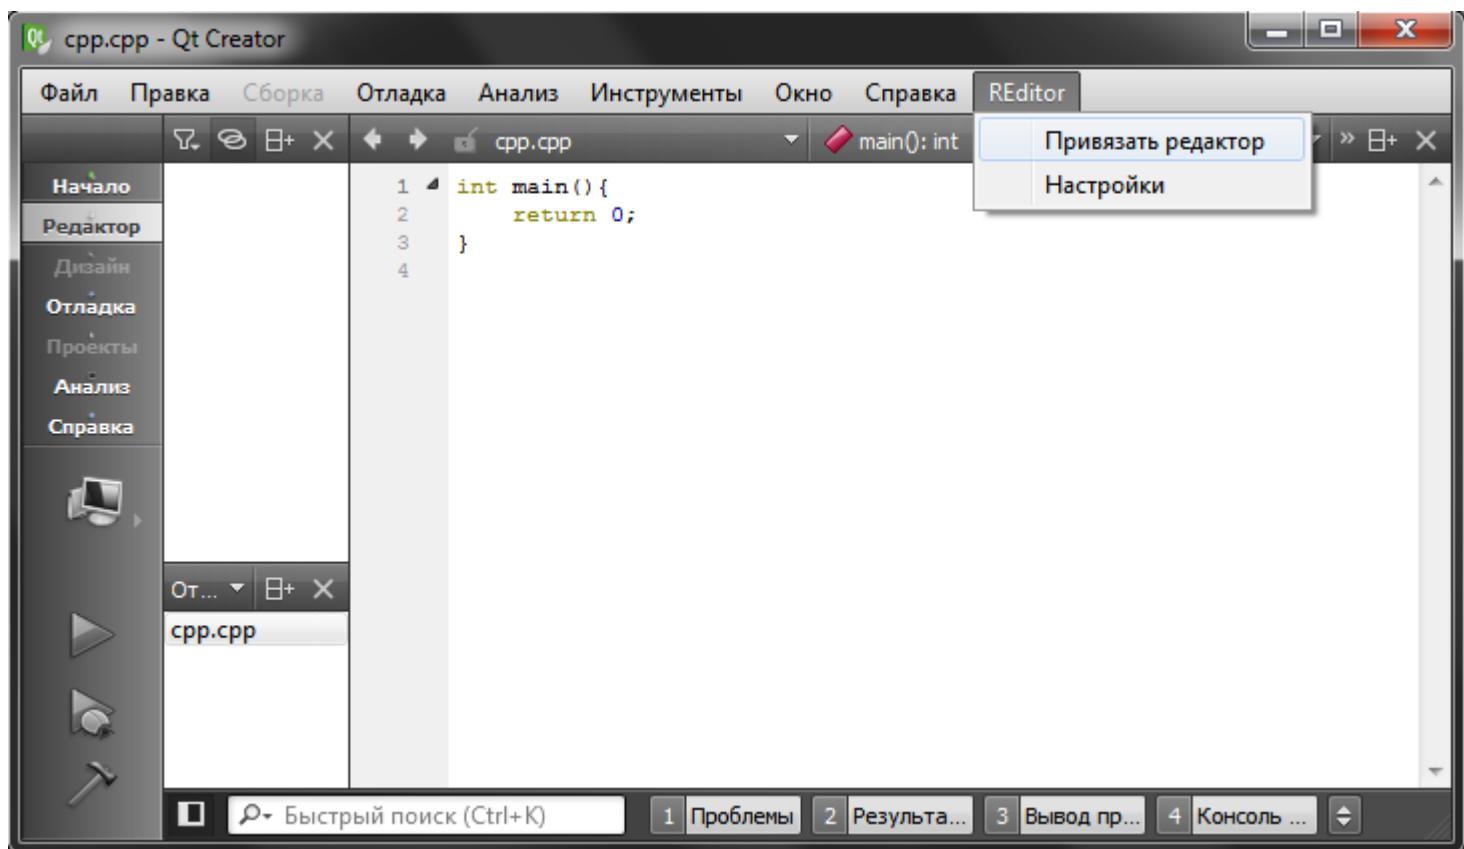 cpp.cpp - Qt Creator
Файл Правка Сборка Отладка Анализ Инструменты Окно Справка REditor
cpp.cpp main(): int
Привязать редактор
Настройки
Начало
Редактор
Дизайн
Отладка
Проекты
Анализ
Справка
1 int main(){
2 return 0;
3 }
4
От...
cpp.cpp
Быстрый поиск (Ctrl+K) 1 Проблемы 2 Результа... 3 Вывод пр... 4 Консоль ...